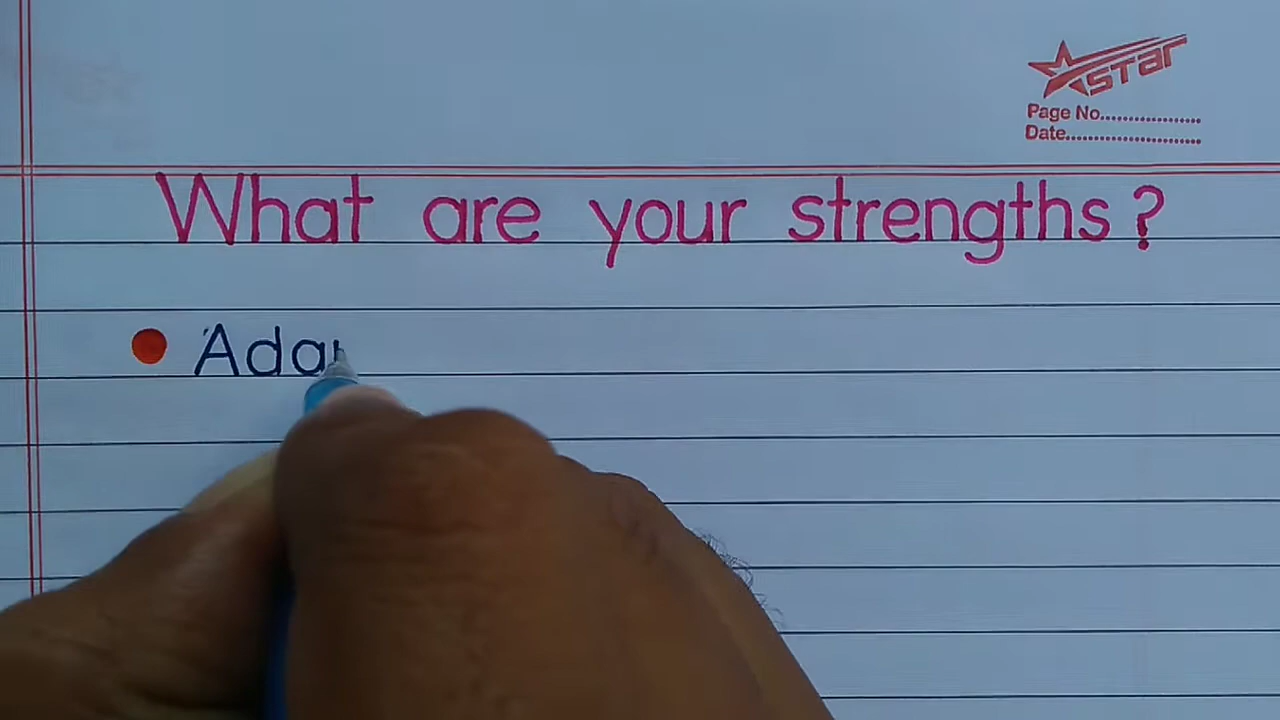 STAR
Page No..................
Date........................
What are your strengths?
Ada